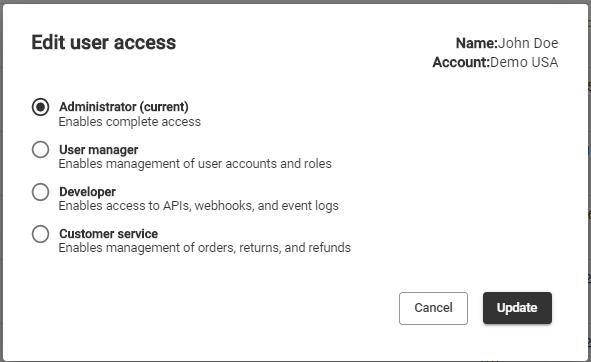 Edit user access
Name:John Doe
Account:Demo USA
Administrator (current)
Enables complete access
User manager
Enables management of user accounts and roles
Developer
Enables access to APIs, webhooks, and event logs
Customer service
Enables management of orders, returns, and refunds
Cancel
Update